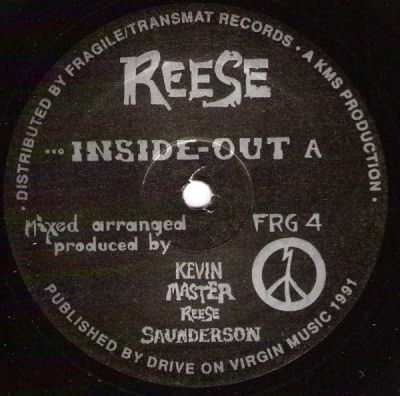 · DISTRIBUTED BY FRAGILE/TRANSMAT RECORDS · A KMS PRODUCTION ·
REESE
... INSIDE-OUT A
Mixed arranged
produced by
FRG 4
KEVIN
MASTER
REESE
SAUNDERSON
PUBLISHED BY DRIVE ON VIRGIN MUSIC 1991